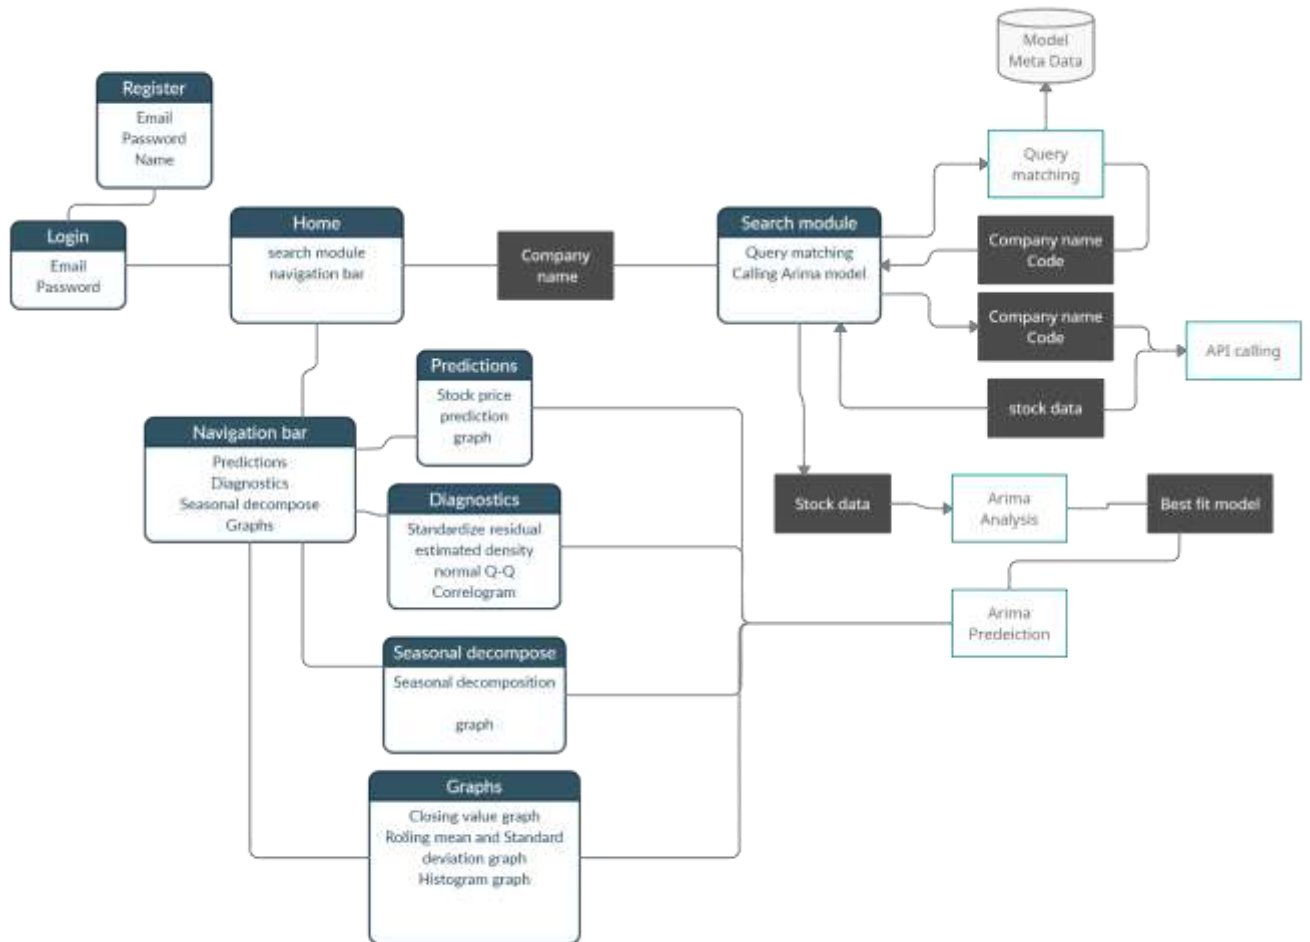 Model
Meta Data
Register
Email
Password
Name
Query
matching
Login
Email
Password
Home
search module
navigation bar
Company
name
Search module
Query matching
Calling Arima model
Company name
Code
Company name
Code
API calling
stock data
Predictions
Stock price
prediction
graph
Navigation bar
Predictions
Diagnostics
Seasonal decompose
Graphs
Diagnostics
Standardize residual
estimated density
normal Q-Q
Correlogram
Stock data
Arima
Analysis
Best fit model
Arima
Predeiction
Seasonal decompose
Seasonal decomposition
graph
Graphs
Closing value graph
Rolling mean and Standard
deviation graph
Histogram graph